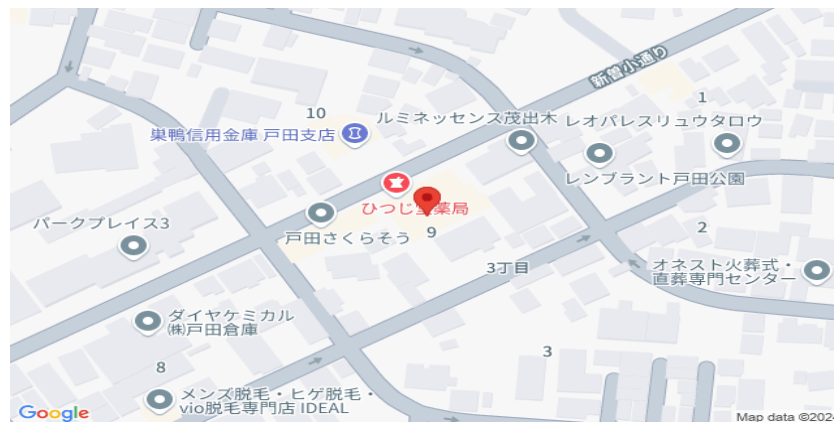 新曽小通り
1
10
ルミネッセンス茂出木
レオパレスリュウタロウ
巣鴨信用金庫 戸田支店
レンブラント戸田公園
ひつじ
薬局
パークプレイス3
戸田さくらそう
9
2
3丁目
オネスト火葬式・
直葬専門センター
ダイヤケミカル
㈱戸田倉庫
3
8
メンズ脱毛・ヒゲ脱毛・
vio脱毛専門店 IDEAL
Google
Map data ©2024